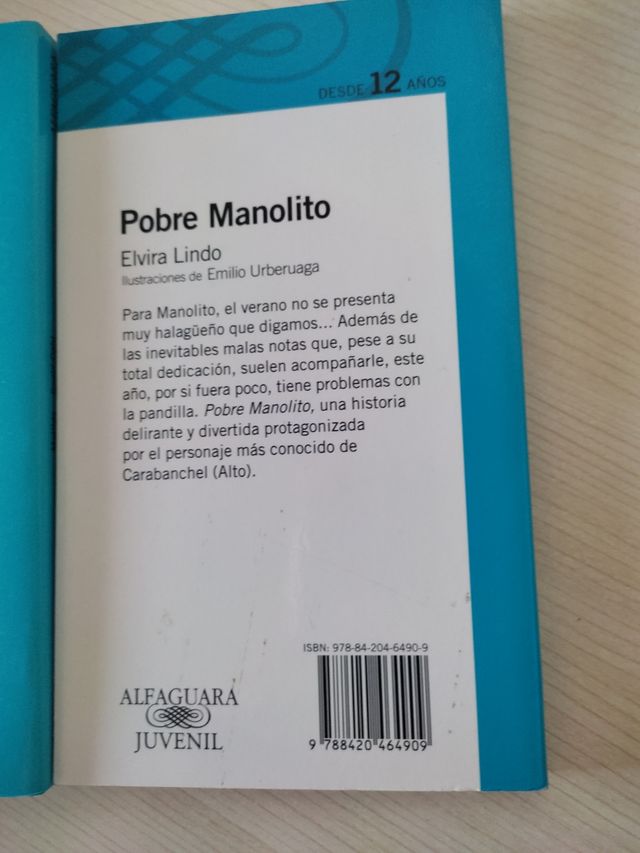 DESDE 12 AÑOS
Pobre Manolito
Elvira Lindo
Ilustraciones de Emilio Urberuaga
Para Manolito, el verano no se presenta
muy halagüeño que digamos... Además de
las inevitables malas notas que, pese a su
total dedicación, suelen acompañarle, este
año, por si fuera poco, tiene problemas con
la pandilla. Pobre Manolito, una historia
delirante y divertida protagonizada
por el personaje más conocido de
Carabanchel (Alto).
ISBN: 978-84-204-6490-9
ALFAGUARA
JUVENIL
9 788420 464909